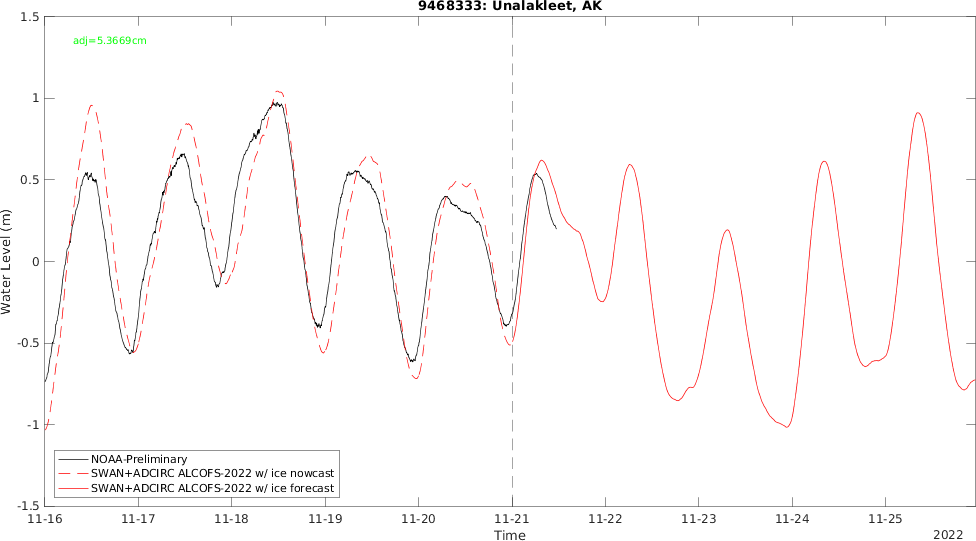 9468333: Unalakleet, AK
adj=5.3669cm
1.5
1
0.5
0
-0.5
-1
-1.5
Water Level (m)
NOAA-Preliminary
SWAN+ADCIRC ALCOFS-2022 w/ ice nowcast
SWAN+ADCIRC ALCOFS-2022 w/ ice forecast
11-16 11-17 11-18 11-19 11-20 11-21 11-22 11-23 11-24 11-25
Time
2022